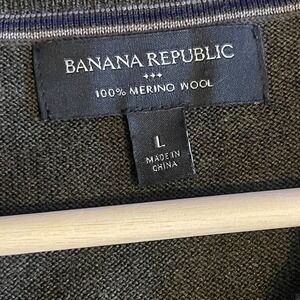 BANANA REPUBLIC
100% MERINO WOOL
L
MADE IN
CHINA